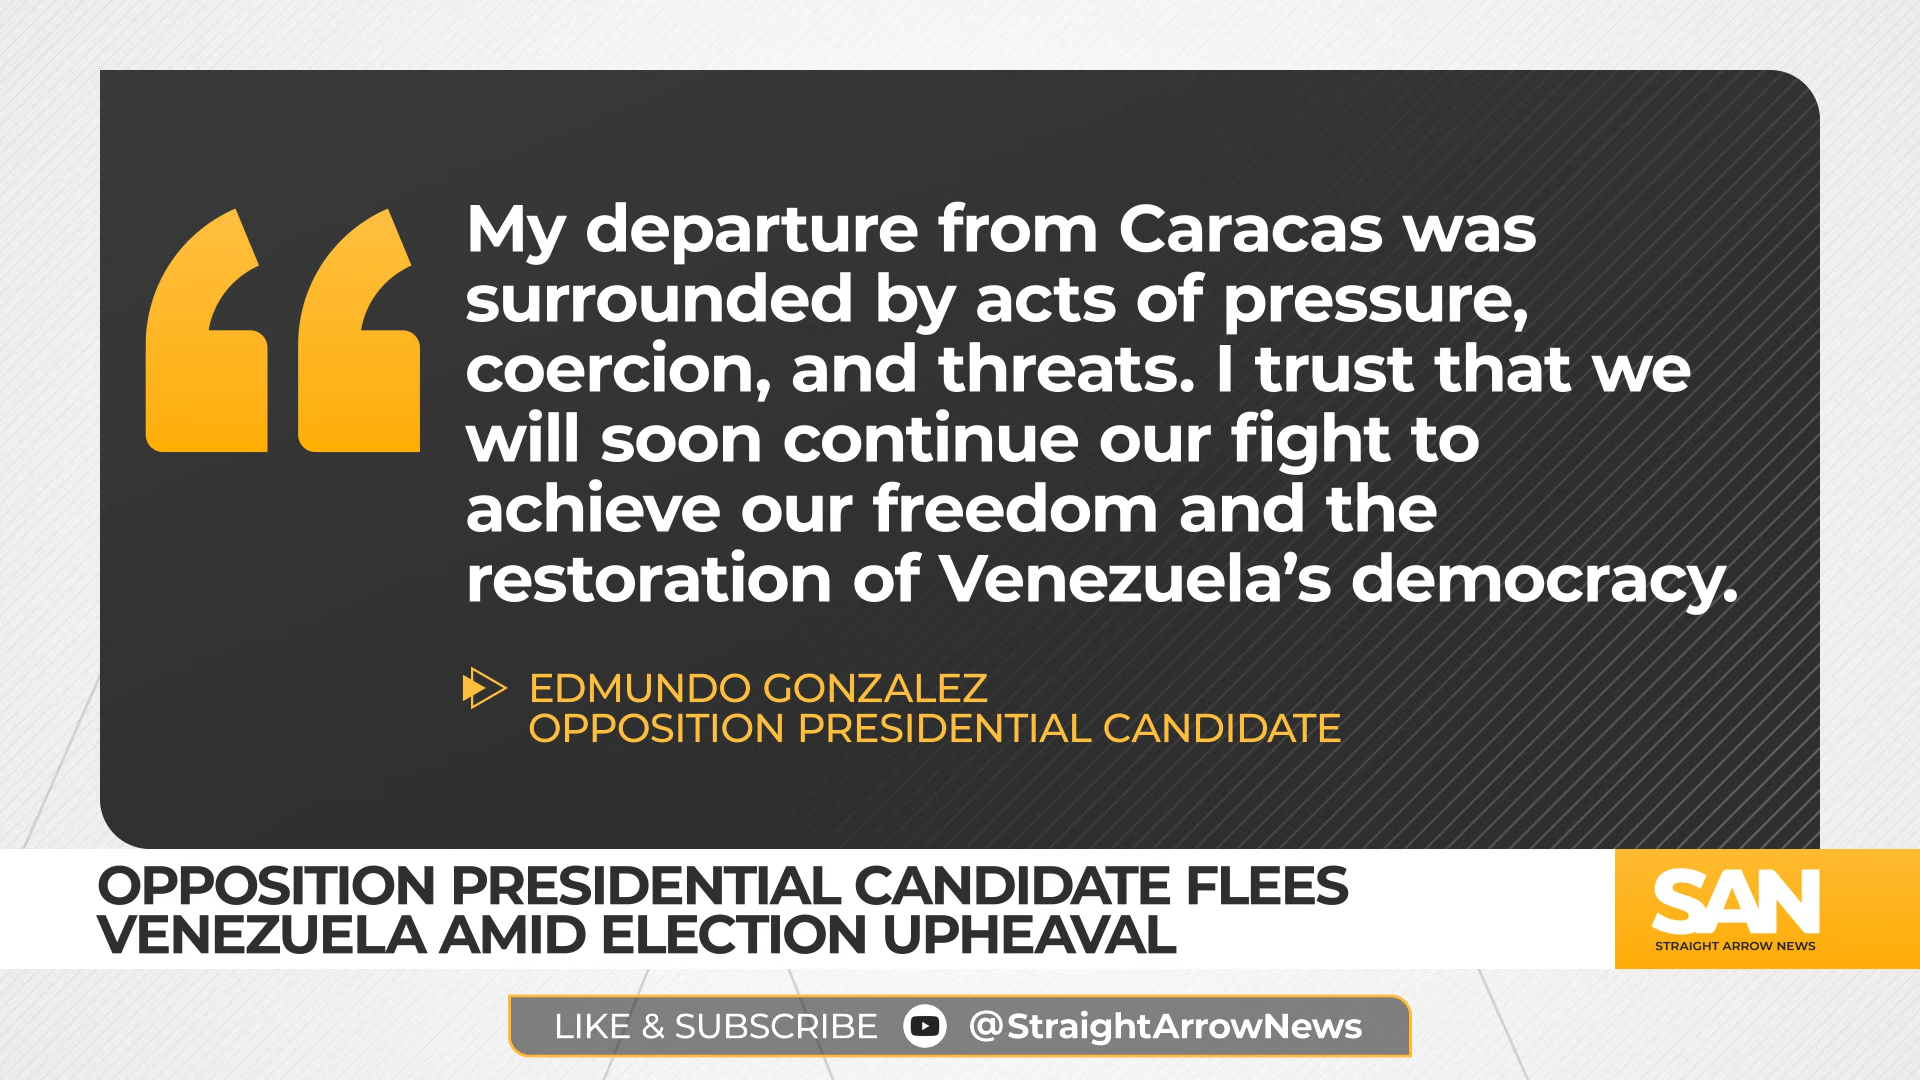 My departure from Caracas was
surrounded by acts of pressure,
coercion, and threats. I trust that we
will soon continue our fight to
achieve our freedom and the
restoration of Venezuela’s democracy.
EDMUNDO GONZALEZ
OPPOSITION PRESIDENTIAL CANDIDATE
OPPOSITION PRESIDENTIAL CANDIDATE FLEES
VENEZUELA AMID ELECTION UPHEAVAL
SAN
STRAIGHT ARROW NEWS
LIKE & SUBSCRIBE @StraightArrowNews